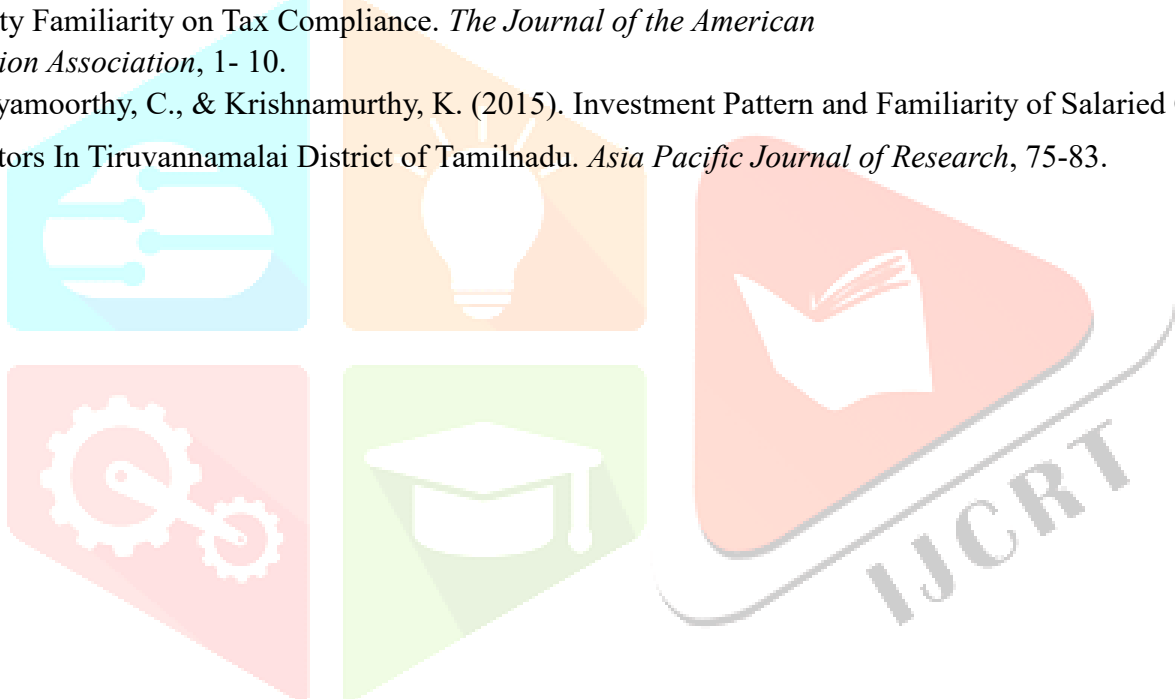 ty Familiarity on Tax Compliance. The Journal of the American
ion Association, 1- 10.
yamoorthy, C., & Krishnamurthy, K. (2015). Investment Pattern and Familiarity of Salaried
tors In Tiruvannamalai District of Tamilnadu. Asia Pacific Journal of Research, 75-83.
IJCRT